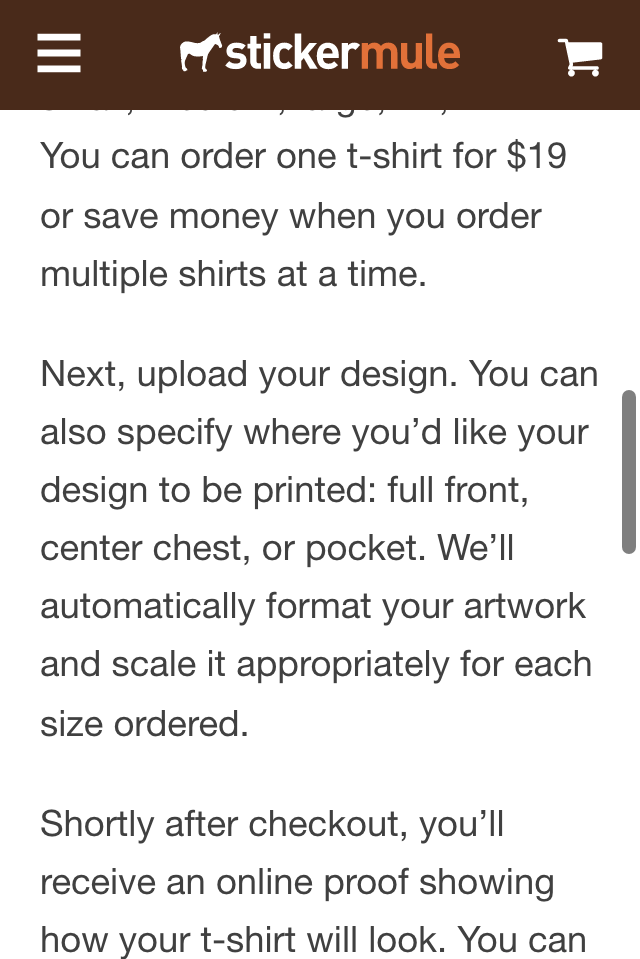 stickermule
You can order one t-shirt for $19
or save money when you order
multiple shirts at a time.
Next, upload your design. You can
also specify where you’d like your
design to be printed: full front,
center chest, or pocket. We’ll
automatically format your artwork
and scale it appropriately for each
size ordered.
Shortly after checkout, you’ll
receive an online proof showing
how your t-shirt will look. You can